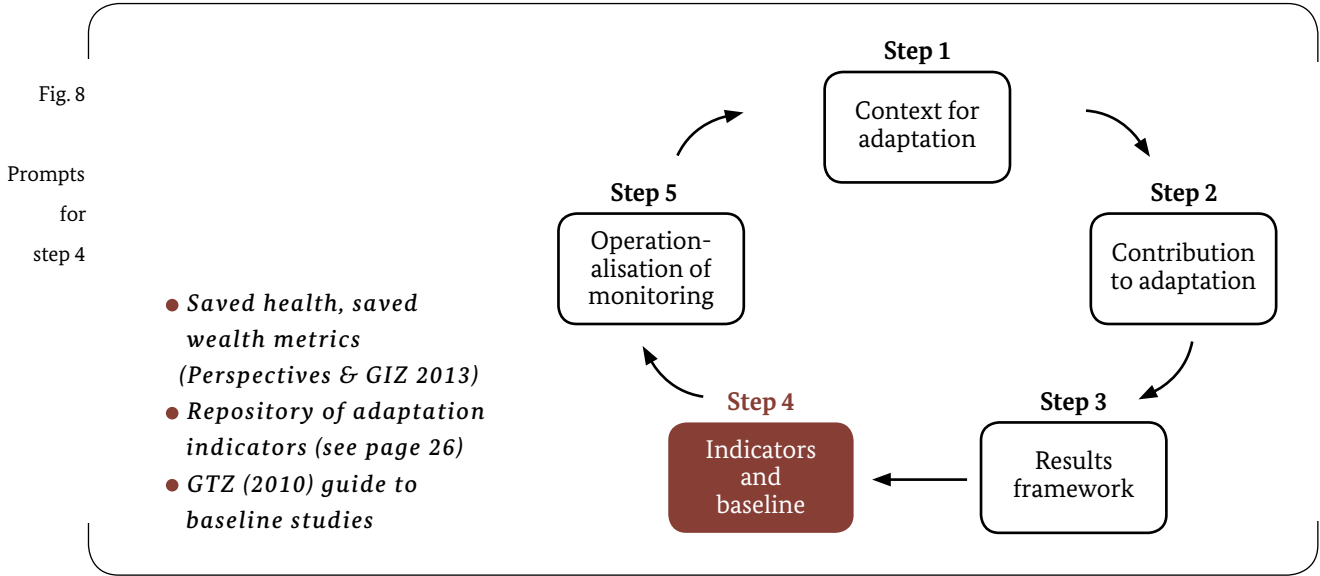 Fig. 8
Prompts
for
step 4
Step 1
Context for
adaptation
Step 2
Contribution
to adaptation
Step 3
Results
framework
Step 4
Indicators
and
baseline
Step 5
Operation-
alisation of
monitoring
● Saved health, saved
wealth metrics
(Perspectives & GIZ 2013)
● Repository of adaptation
indicators (see page 26)
● GTZ (2010) guide to
baseline studies